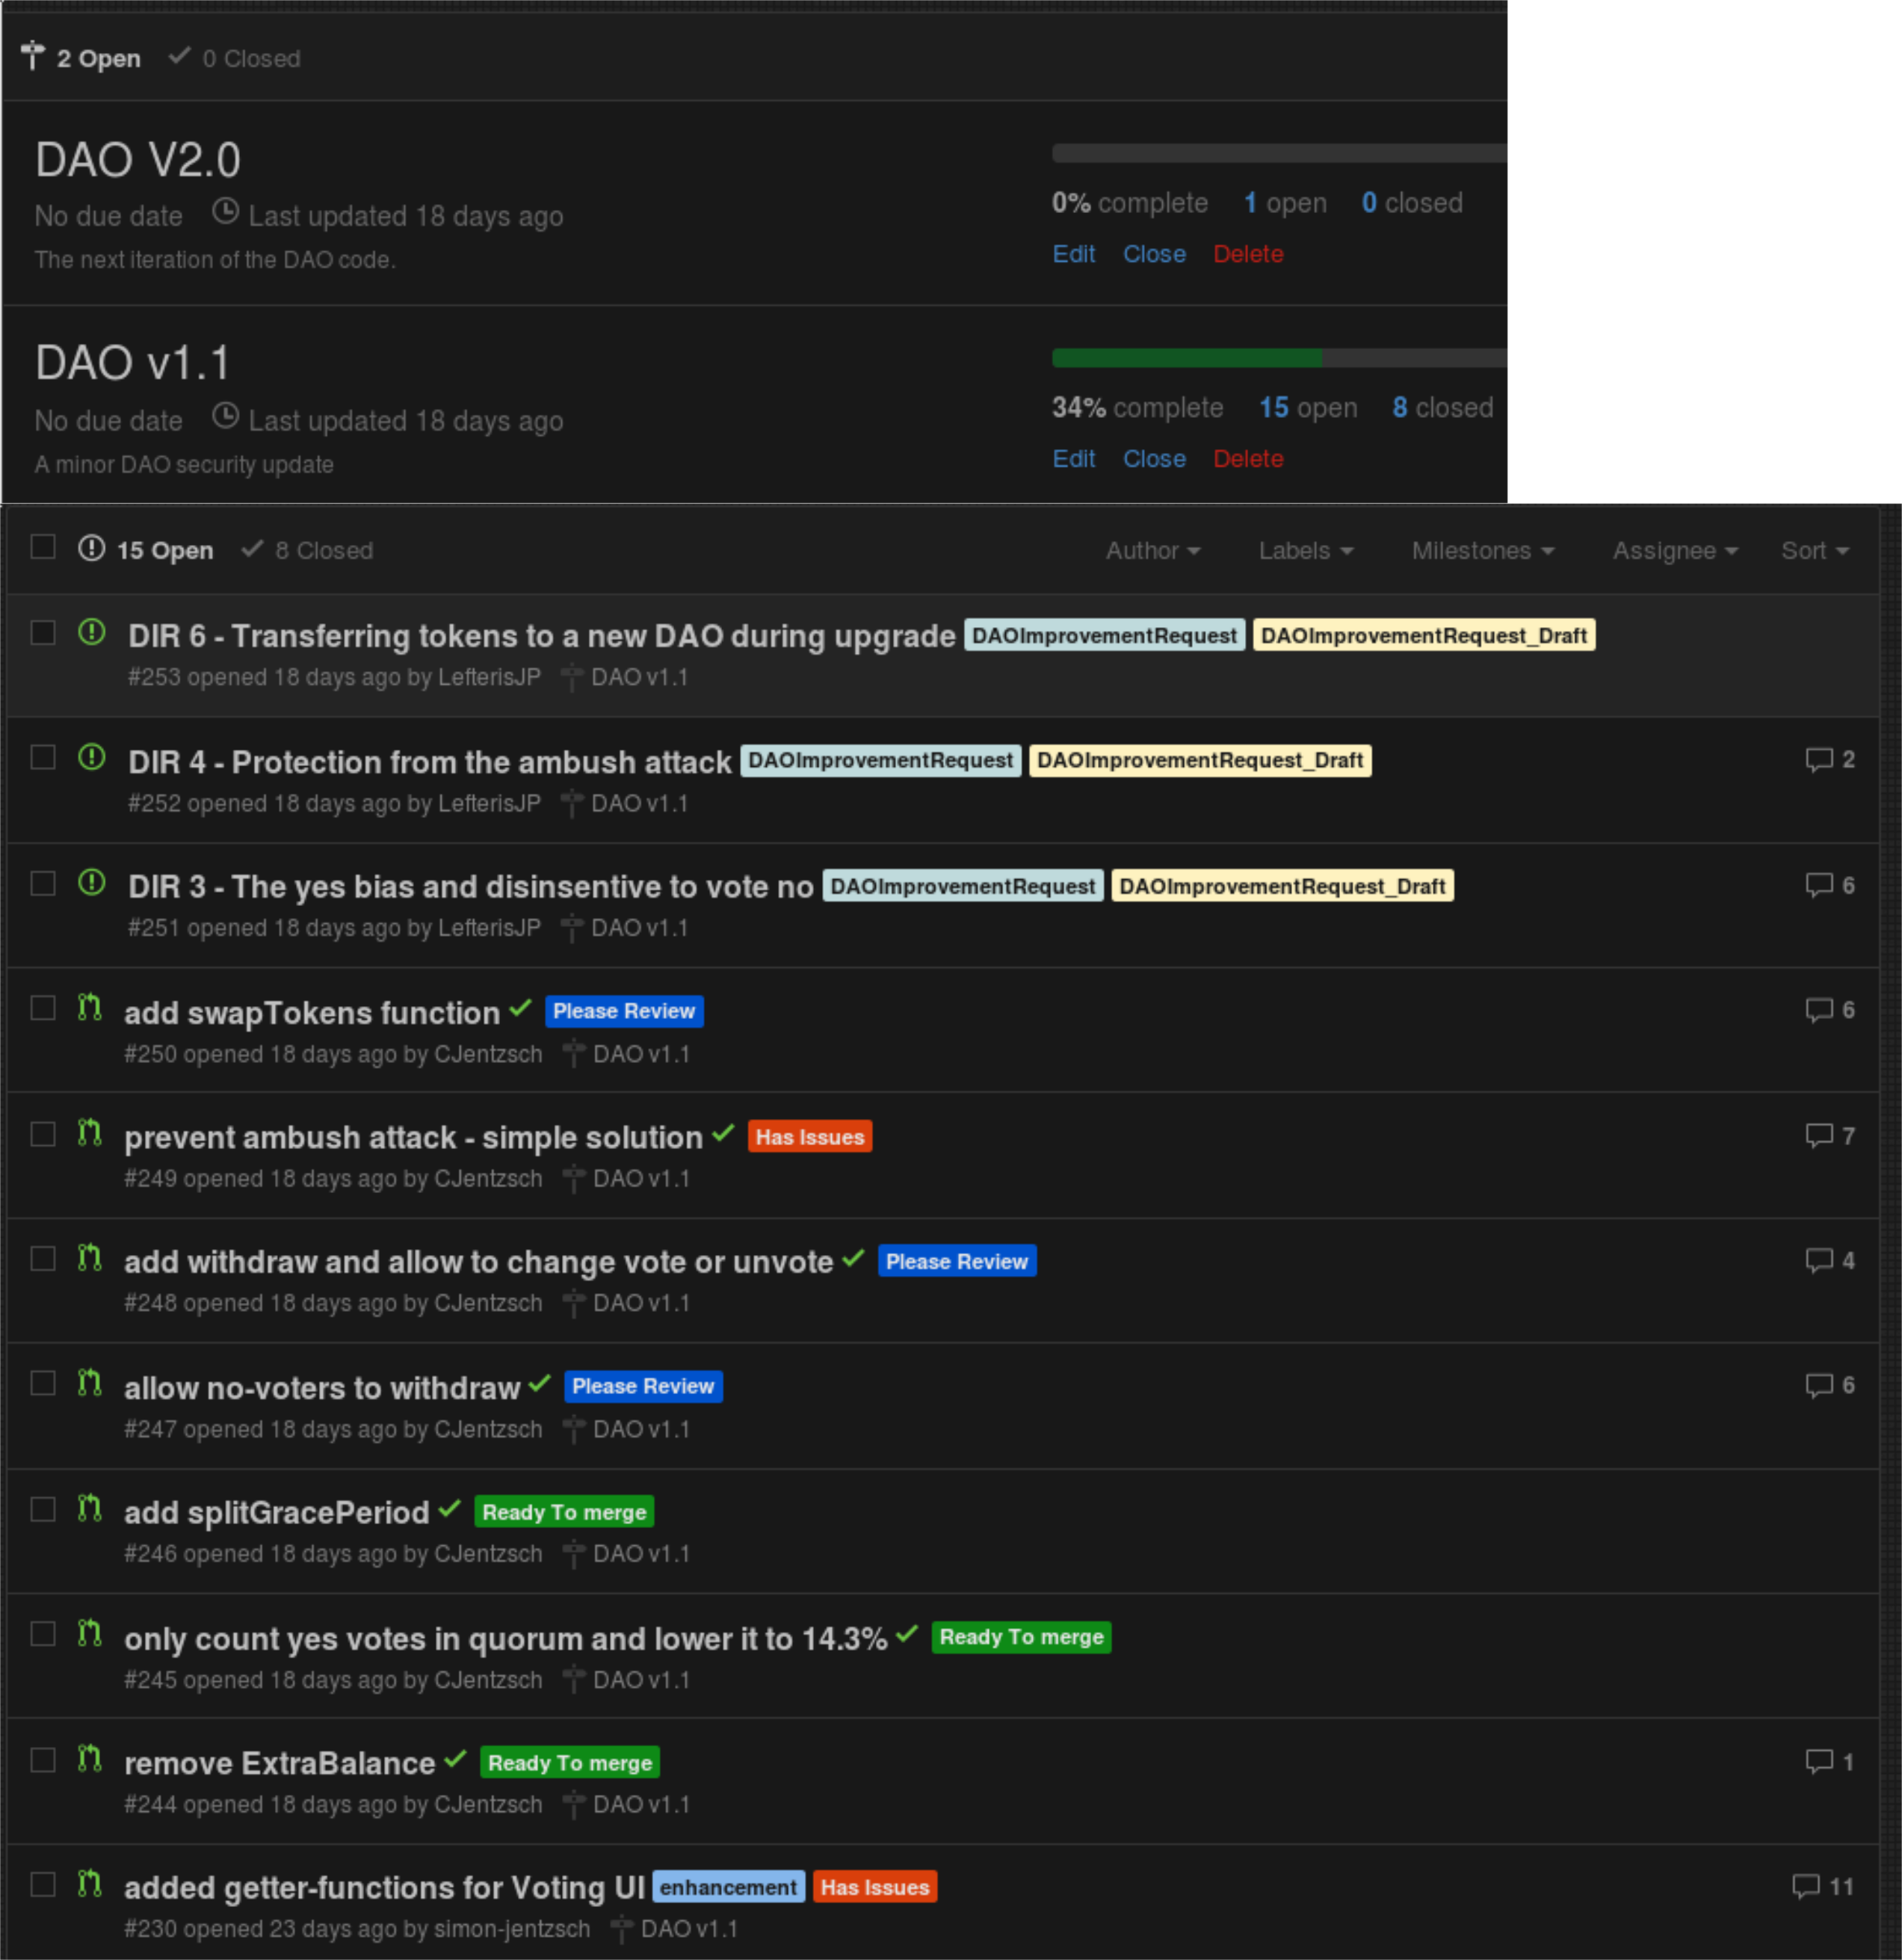 2 Open 0 Closed
DAO V2.0
No due date Last updated 18 days ago
The next iteration of the DAO code.
0% complete 1 open 0 closed
Edit Close Delete
DAO v1.1
No due date Last updated 18 days ago
A minor DAO security update
34% complete 15 open 8 closed
Edit Close Delete
15 Open 8 Closed Author Labels Milestones Assignee Sort
DIR 6 - Transferring tokens to a new DAO during upgrade DAOImprovementRequest DAOImprovementRequest_Draft
#253 opened 18 days ago by LefterisJP DAO v1.1
DIR 4 - Protection from the ambush attack DAOImprovementRequest DAOImprovementRequest_Draft 2
#252 opened 18 days ago by LefterisJP DAO v1.1
DIR 3 - The yes bias and disinsentive to vote no DAOImprovementRequest DAOImprovementRequest_Draft 6
#251 opened 18 days ago by LefterisJP DAO v1.1
add swapTokens function Please Review 6
#250 opened 18 days ago by CJentzsch DAO v1.1
prevent ambush attack - simple solution Has Issues 7
#249 opened 18 days ago by CJentzsch DAO v1.1
add withdraw and allow to change vote or unvote Please Review 4
#248 opened 18 days ago by CJentzsch DAO v1.1
allow no-voters to withdraw Please Review 6
#247 opened 18 days ago by CJentzsch DAO v1.1
add splitGracePeriod Ready To merge
#246 opened 18 days ago by CJentzsch DAO v1.1
only count yes votes in quorum and lower it to 14.3% Ready To merge
#245 opened 18 days ago by CJentzsch DAO v1.1
remove ExtraBalance Ready To merge 1
#244 opened 18 days ago by CJentzsch DAO v1.1
added getter-functions for Voting UI enhancement Has Issues 11
#230 opened 23 days ago by simon-jentzsch DAO v1.1